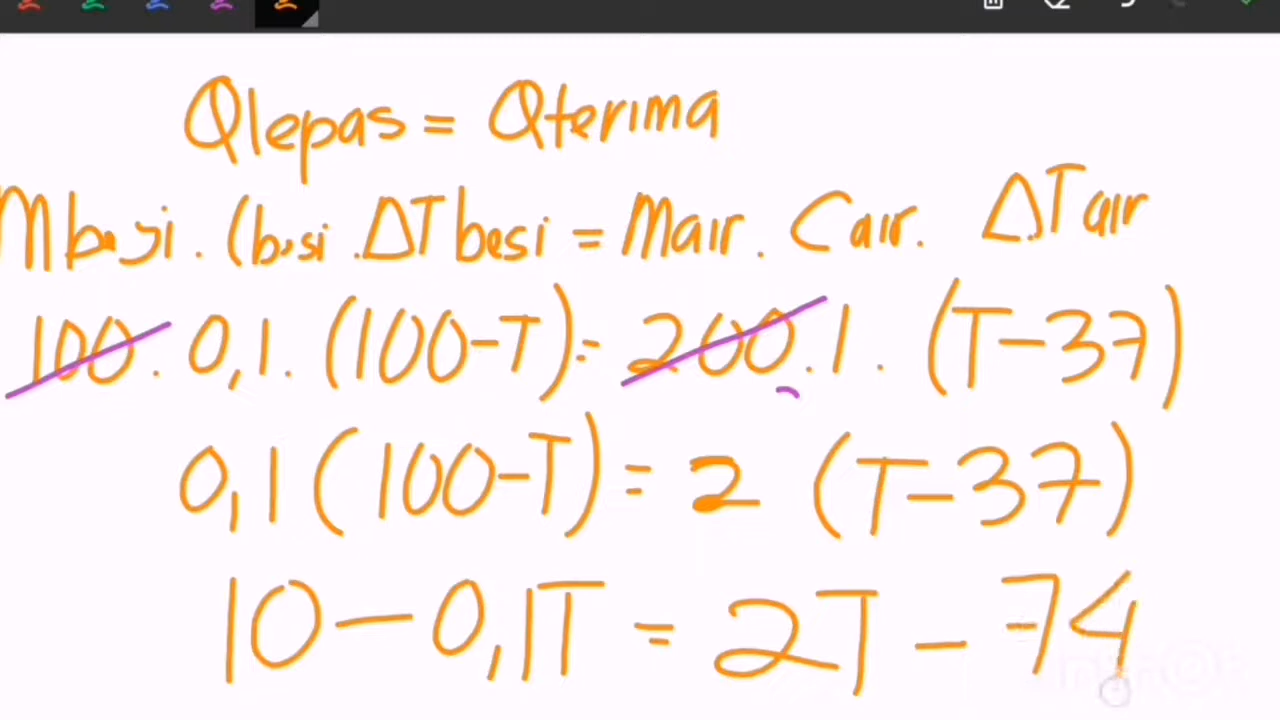 Qlepas = Qterima
Mbesi . Cbesi . ΔTbesi = Mair . Cair . ΔTair
100 . 0,1 . (100-T) = 200 . 1 . (T-37)
0,1 (100-T) = 2 (T-37)
10 - 0,1T = 2T - 74